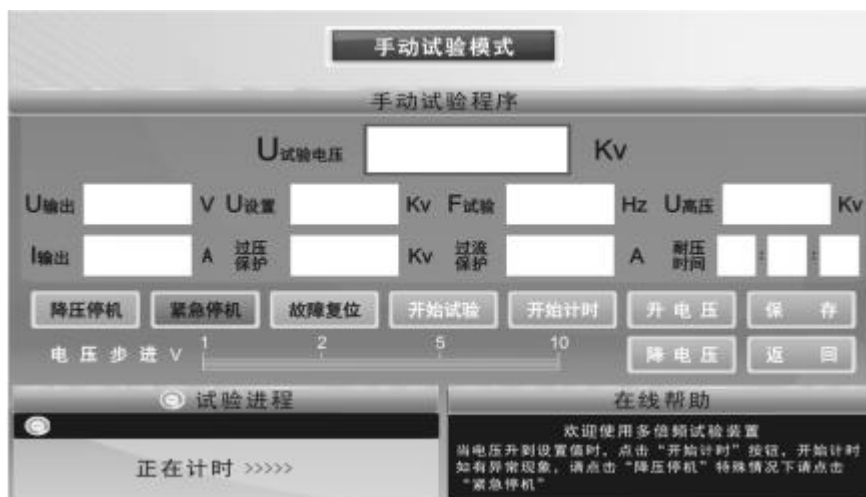 手动试验模式
手动试验程序
U试验电压 Kv
U输出 V U设置 Kv F试验 Hz U高压 Kv
I输出 A 过压保护 Kv 过流保护 A 耐压时间 : :
降压停机 紧急停机 故障复位 开始试验 开始计时 升电压 保存
电压步进V 1 2 5 10 降电压 返回
试验进程 在线帮助
欢迎使用多倍频试验装置
当电压升到设置值时，点击“开始计时”按钮，开始计时
如有异常现象，请点击“降压停机”特殊情况下请点击
“紧急停机”
正在计时 >>>>>